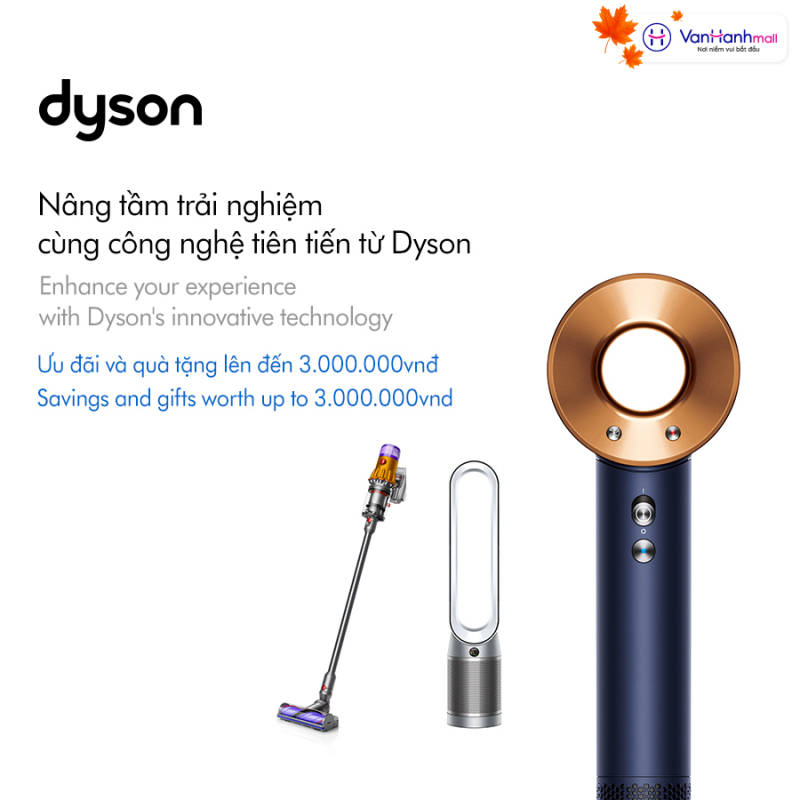 VanHanhmall
Nơi niềm vui bắt đầu
dyson
Nâng tầm trải nghiệm
cùng công nghệ tiên tiến từ Dyson
Enhance your experience
with Dyson's innovative technology
Ưu đãi và quà tặng lên đến 3.000.000vnđ
Savings and gifts worth up to 3.000.000vnd